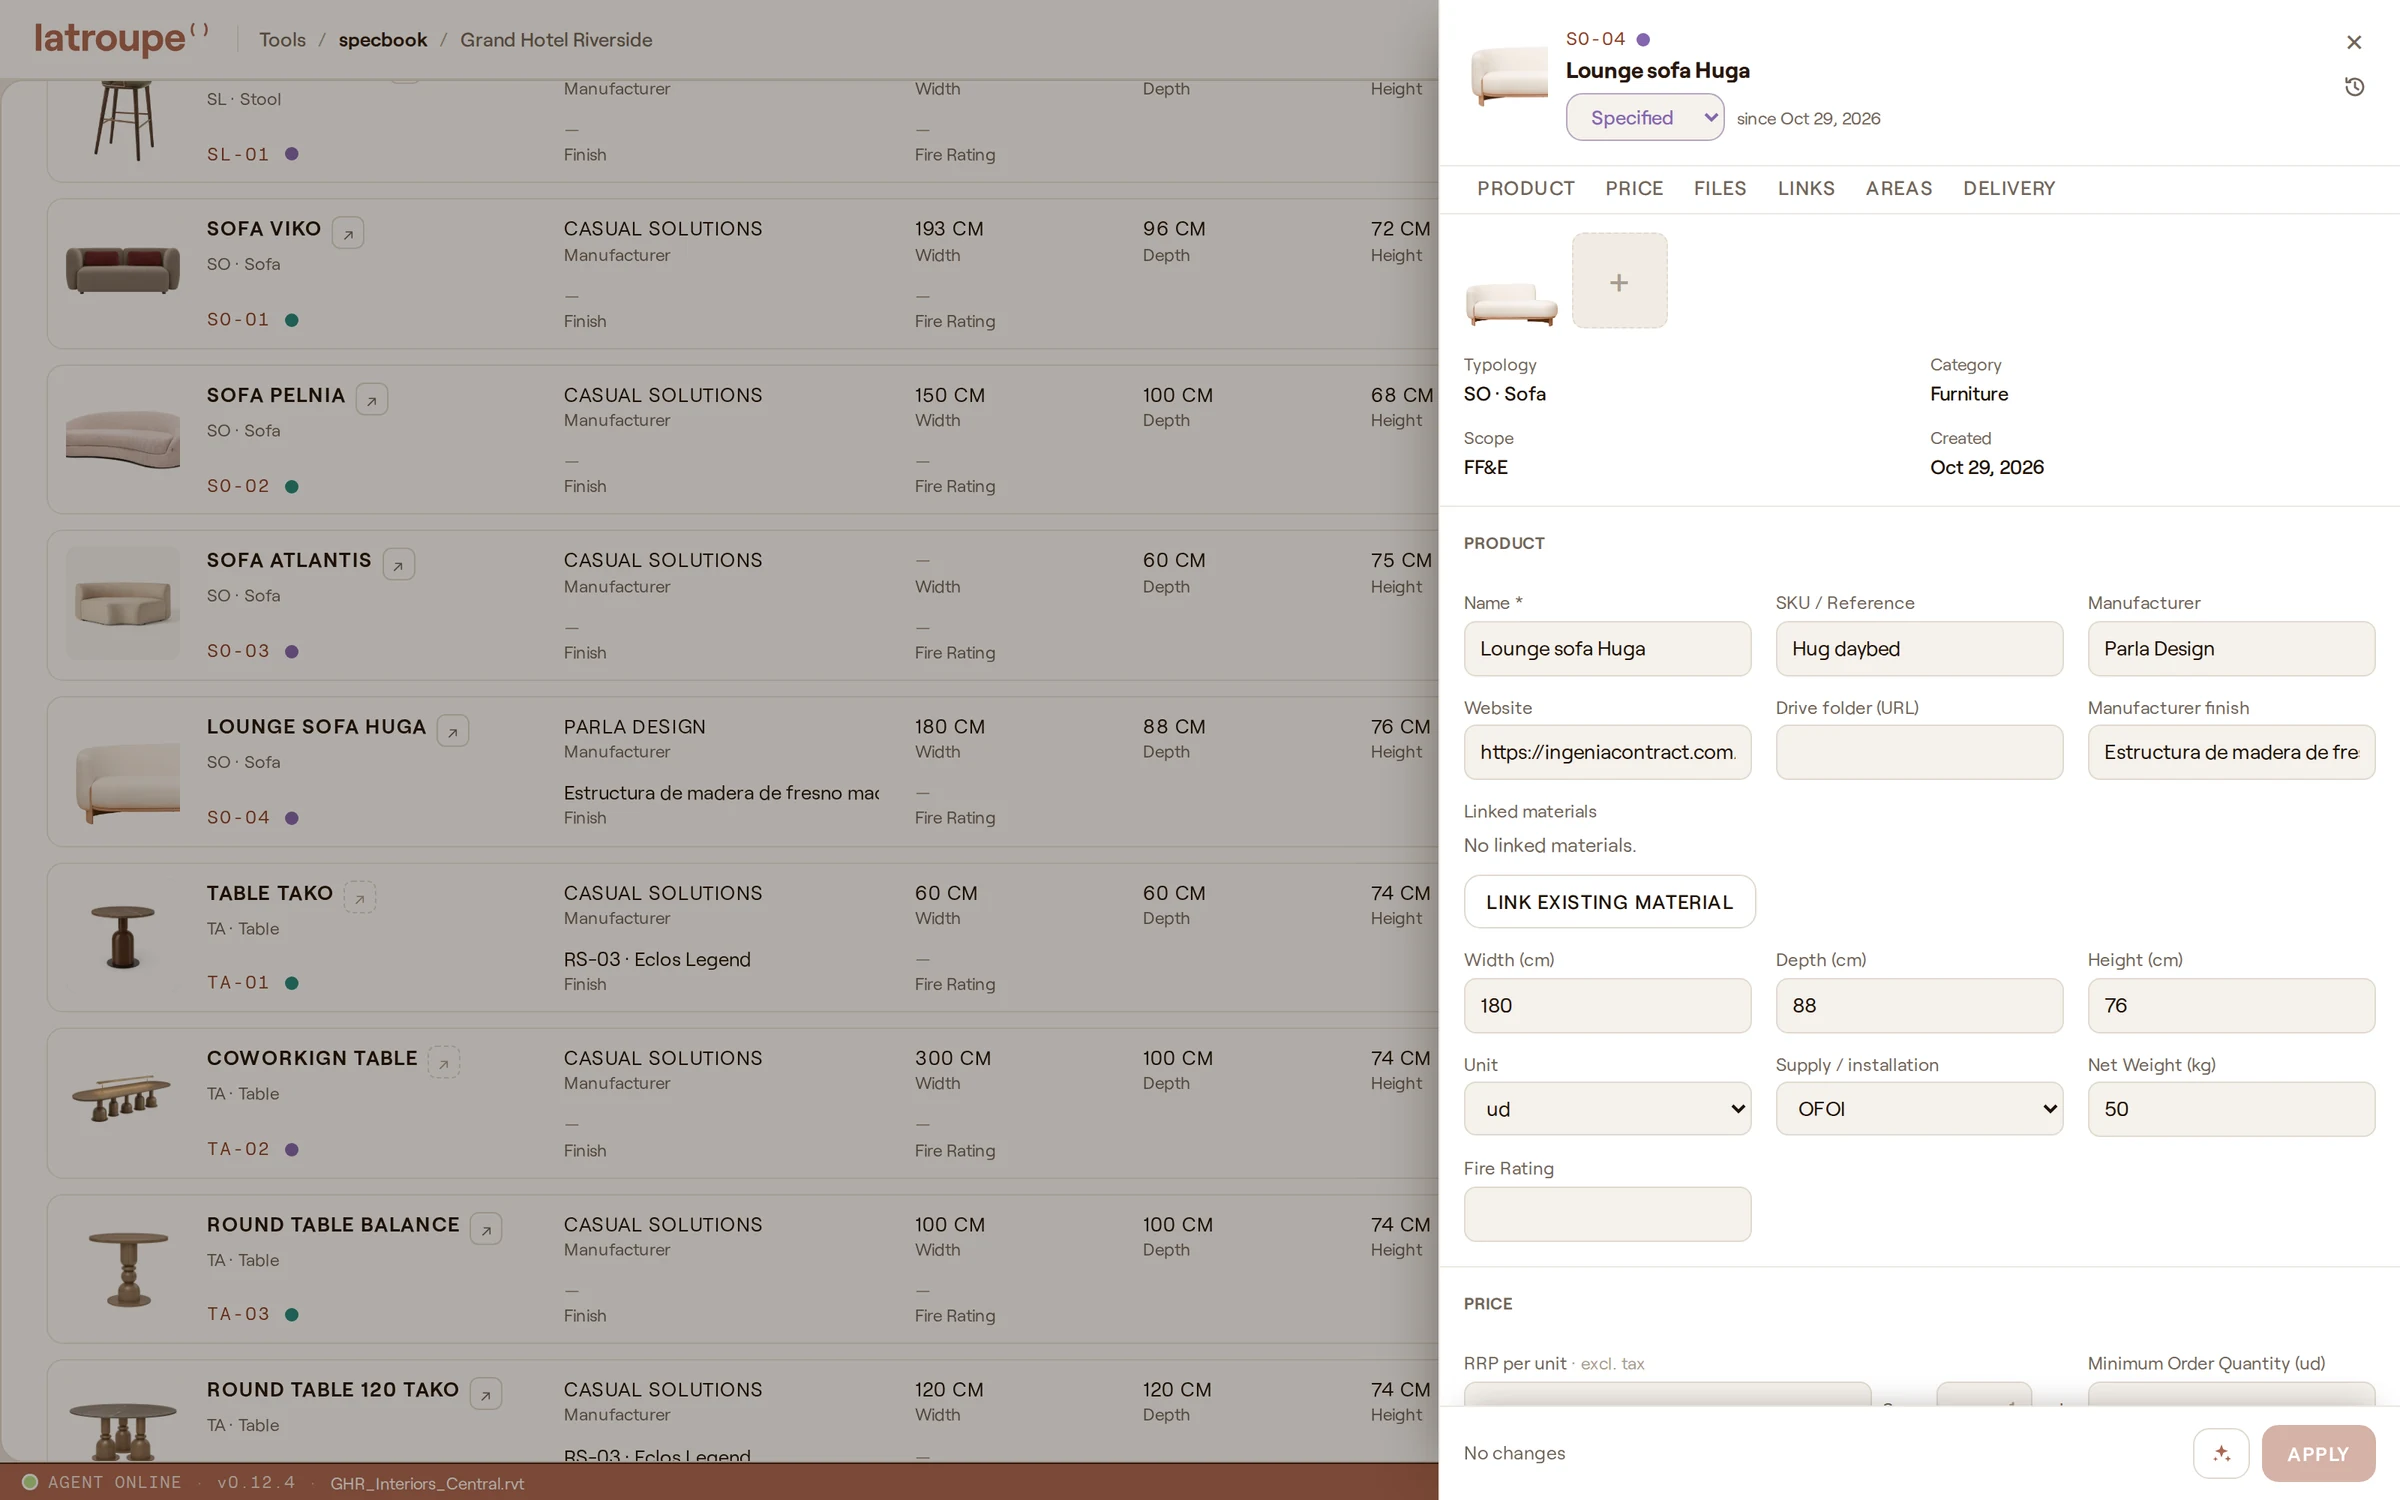 latroupe
Tools / specbook / Grand Hotel Riverside
SL · Stool
SL-01
Manufacturer
Width
Depth
Height
—
Finish
—
Fire Rating
SOFA VIKO
SO · Sofa
SO-01
CASUAL SOLUTIONS
Manufacturer
193 CM
Width
96 CM
Depth
72 CM
Height
—
Finish
—
Fire Rating
SOFA PELNIA
SO · Sofa
SO-02
CASUAL SOLUTIONS
Manufacturer
150 CM
Width
100 CM
Depth
68 CM
Height
—
Finish
—
Fire Rating
SOFA ATLANTIS
SO · Sofa
SO-03
CASUAL SOLUTIONS
Manufacturer
—
Width
60 CM
Depth
75 CM
Height
—
Finish
—
Fire Rating
LOUNGE SOFA HUGA
SO · Sofa
SO-04
PARLA DESIGN
Manufacturer
180 CM
Width
88 CM
Depth
76 CM
Height
Estructura de madera de fresno mac
Finish
—
Fire Rating
TABLE TAKO
TA · Table
TA-01
CASUAL SOLUTIONS
Manufacturer
60 CM
Width
60 CM
Depth
74 CM
Height
RS-03 · Eclos Legend
Finish
—
Fire Rating
COWORKIGN TABLE
TA · Table
TA-02
CASUAL SOLUTIONS
Manufacturer
300 CM
Width
100 CM
Depth
74 CM
Height
—
Finish
—
Fire Rating
ROUND TABLE BALANCE
TA · Table
TA-03
CASUAL SOLUTIONS
Manufacturer
100 CM
Width
100 CM
Depth
74 CM
Height
—
Finish
—
Fire Rating
ROUND TABLE 120 TAKO
TA · Table
CASUAL SOLUTIONS
Manufacturer
120 CM
Width
120 CM
Depth
74 CM
Height
RS-03 · Eclos Legend
—
AGENT ONLINE · v0.12.4 · GHR_Interiors_Central.rvt
SO-04
Lounge sofa Huga
Specified
since Oct 29, 2026
PRODUCT PRICE FILES LINKS AREAS DELIVERY
+
Typology
SO · Sofa
Category
Furniture
Scope
FF&E
Created
Oct 29, 2026
PRODUCT
Name *
Lounge sofa Huga
SKU / Reference
Hug daybed
Manufacturer
Parla Design
Website
https://ingeniacontract.com.
Drive folder (URL)
Manufacturer finish
Estructura de madera de fres
Linked materials
No linked materials.
LINK EXISTING MATERIAL
Width (cm)
180
Depth (cm)
88
Height (cm)
76
Unit
ud
Supply / installation
OFOI
Net Weight (kg)
50
Fire Rating
PRICE
RRP per unit · excl. tax
Minimum Order Quantity (ud)
No changes
APPLY